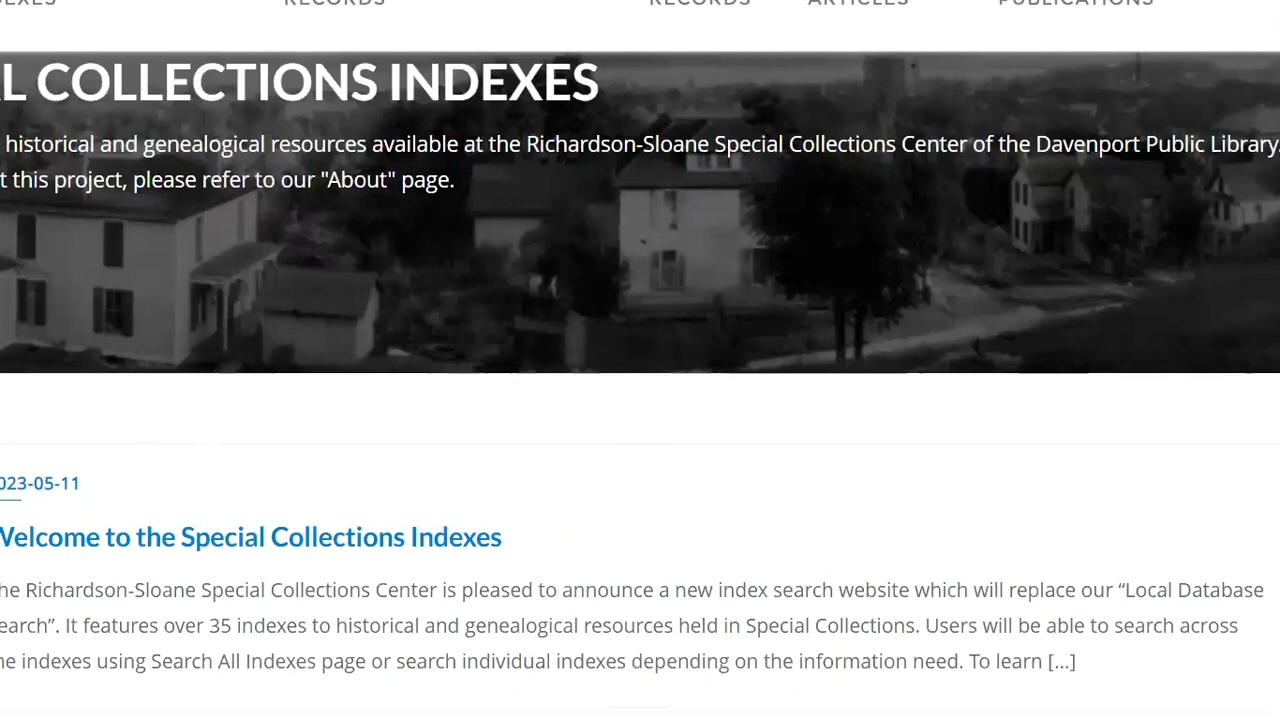 RECORDS RECORDS ARTICLES PUBLICATIONS
COLLECTIONS INDEXES
historical and genealogical resources available at the Richardson-Sloane Special Collections Center of the Davenport Public Library.
this project, please refer to our "About" page.
023-05-11
Welcome to the Special Collections Indexes
he Richardson-Sloane Special Collections Center is pleased to announce a new index search website which will replace our “Local Database
earch”. It features over 35 indexes to historical and genealogical resources held in Special Collections. Users will be able to search across
he indexes using Search All Indexes page or search individual indexes depending on the information need. To learn [...]